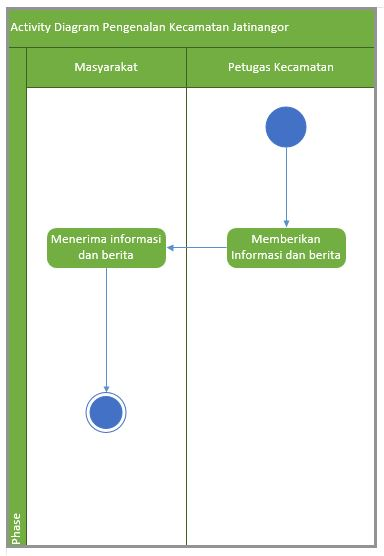 Activity Diagram Pengenalan Kecamatan Jatinangor
Masyarakat
Petugas Kecamatan
Memberikan
Informasi dan berita
Menerima informasi
dan berita
Phase